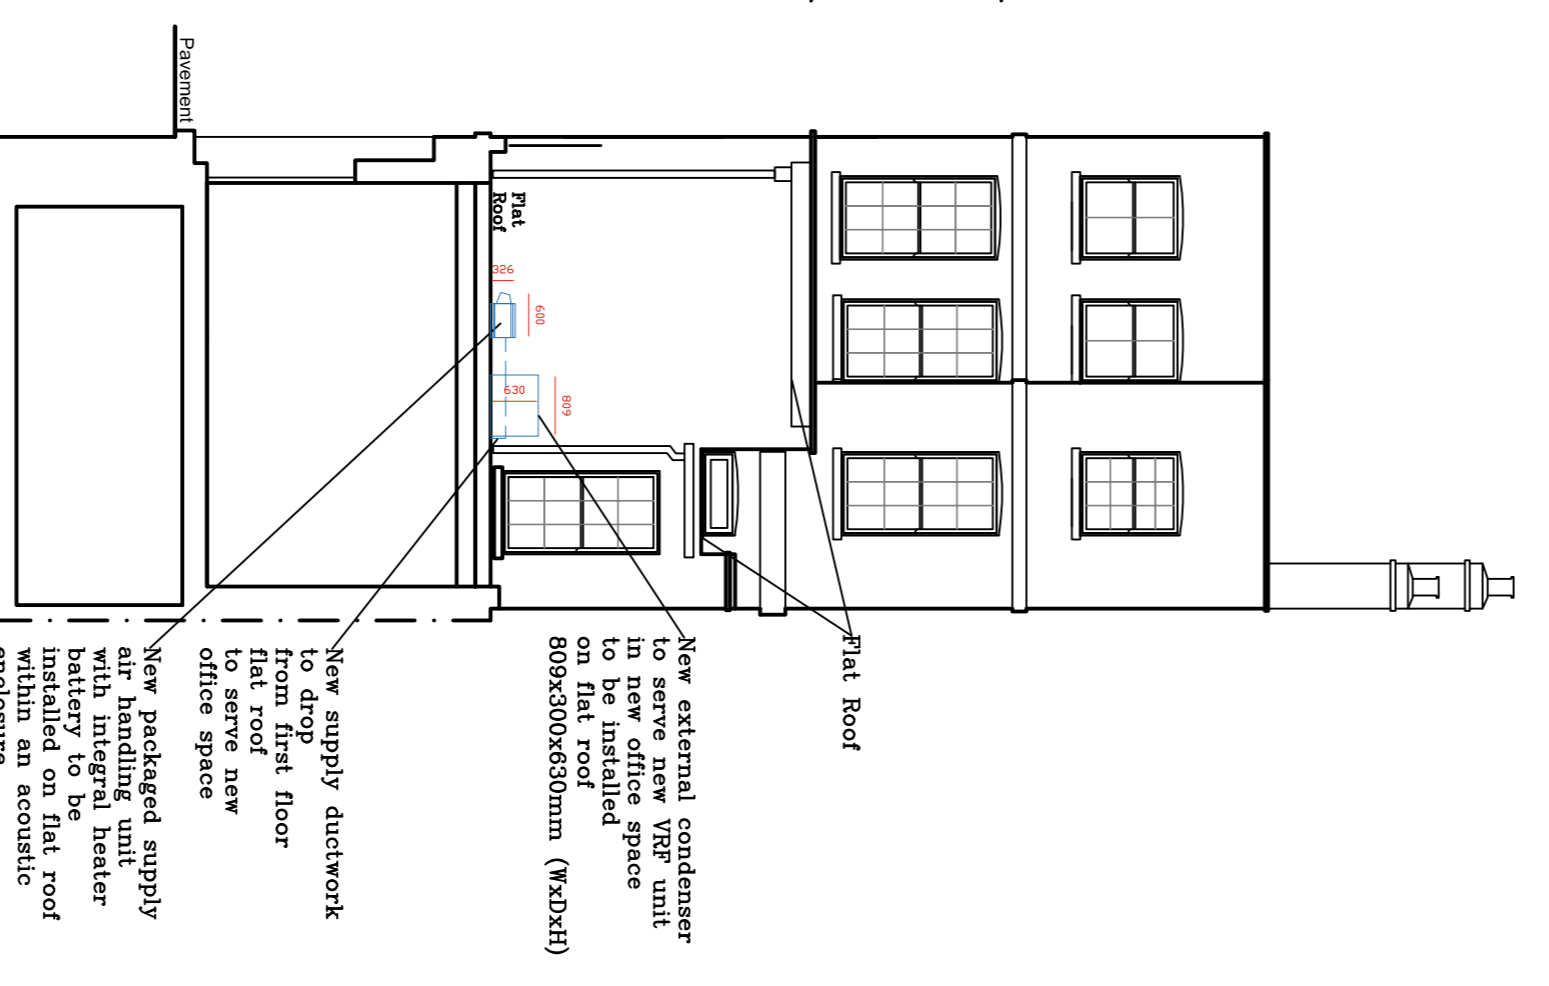 Flat Roof
New external condenser
to serve new VRF unit
in new office space
to be installed
on flat roof
809x300x630mm (WxDxH)
New supply ductwork
to drop
from first floor
flat roof
to serve new
office space
New packaged supply
air handling unit
with integral heater
battery to be
installed on flat roof
within an acoustic
Flat
Roof
326
600
630
809
Pavement